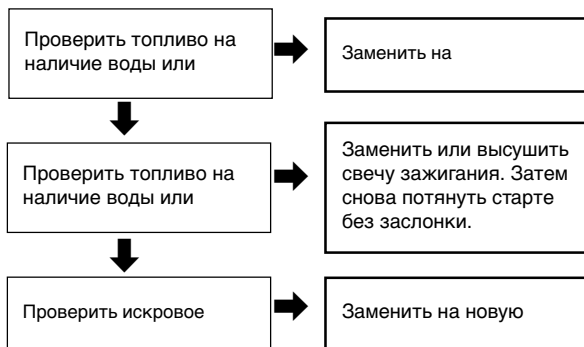 Проверить топливо на
наличие воды или
Заменить на
Проверить топливо на
наличие воды или
Заменить или высушить
свечу зажигания. Затем
снова потянуть старте
без заслонки.
Проверить искровое
Заменить на новую